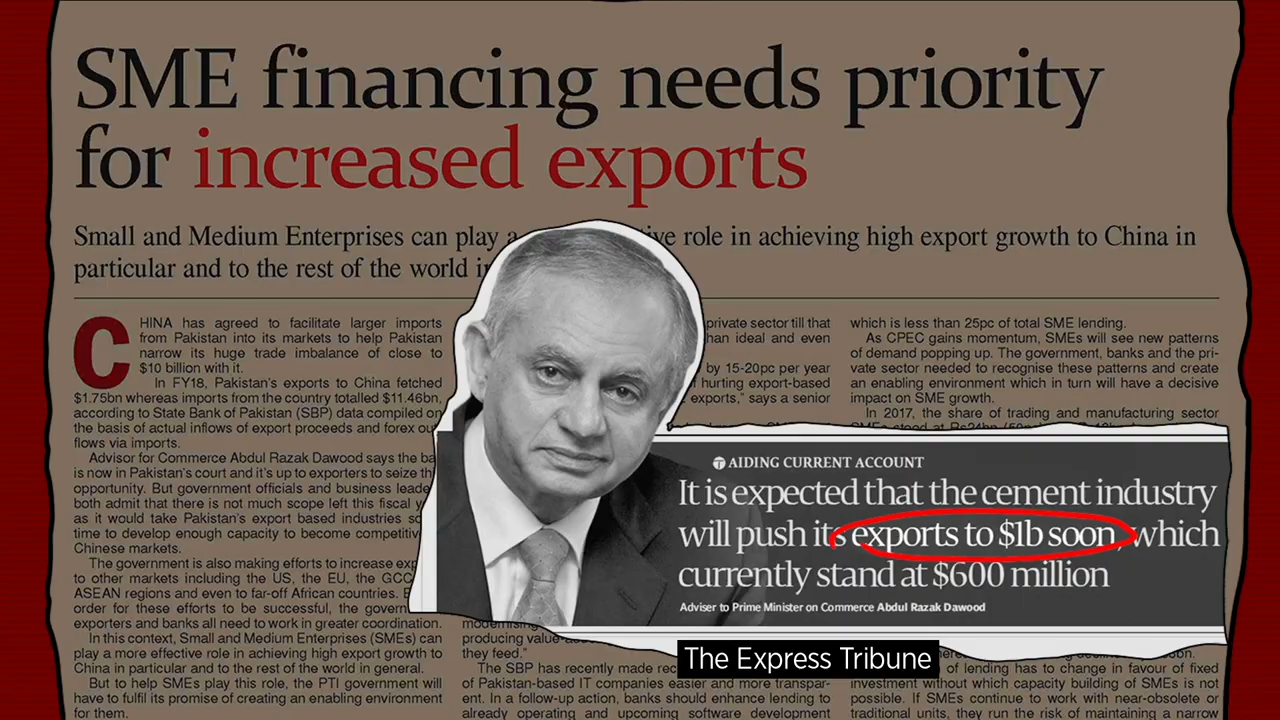 SME financing needs priority
for increased exports
Small and Medium Enterprises can play a
ive role in achieving high export growth to China in
particular and to the rest of the world
CHINA has agreed to facilitate larger imports
from Pakistan into its markets to help Pakistan
narrow its huge trade imbalance of close to
$10 billion with it.
In FY18, Pakistan's exports to China fetched
$1.75bn whereas imports from the country totalled $11.46bn,
according to State Bank of Pakistan (SBP) data compiled on
the basis of actual inflows of export proceeds and forex
flows via imports.
Advisor for Commerce Abdul Razak Dawood says the
is now in Pakistan's court and it's up to exporters to seize
opportunity. But government officials and business
both admit that there is not much scope left this fiscal
as it would take Pakistan's export based industries
time to develop enough capacity to become
Chinese markets.
The government is also making efforts to increase
to other markets including the US, the EU, the GCC
ASEAN regions and even to far-off African countries.
order for these efforts to be successful, the
exporters and banks all need to work in greater coordination.
In this context, Small and Medium Enterprises (SMEs) can
play a more effective role in achieving high export growth to
China in particular and to the rest of the world in general.
But to help SMEs play this role, the PTI government will
have to fulfil its promise of creating an enabling environment
for them.
private sector till that
than ideal and even
by 15-20pc per year
hurting export-based
exports," says a senior
they feed."
The SBP has recently made
of Pakistan-based IT companies easier and more transpar-
ent. In a follow-up action, banks should enhance lending to
already operating and upcoming software development
which is less than 25pc of total SME lending.
As CPEC gains momentum, SMEs will see new patterns
of demand popping up. The government, banks and the pri-
vate sector needed to recognise these patterns and create
an enabling environment which in turn will have a decisive
impact on SME growth.
In 2017, the share of trading and manufacturing sector
of lending has to change in favour of fixed
investment without which capacity building of SMEs is not
possible. If SMEs continue to work with near-obsolete or
traditional units, they run the risk of maintaining a narrow
AIDING CURRENT ACCOUNT
It is expected that the cement industry
will push its exports to $1b soon, which
currently stand at $600 million
Adviser to Prime Minister on Commerce Abdul Razak Dawood
The Express Tribune